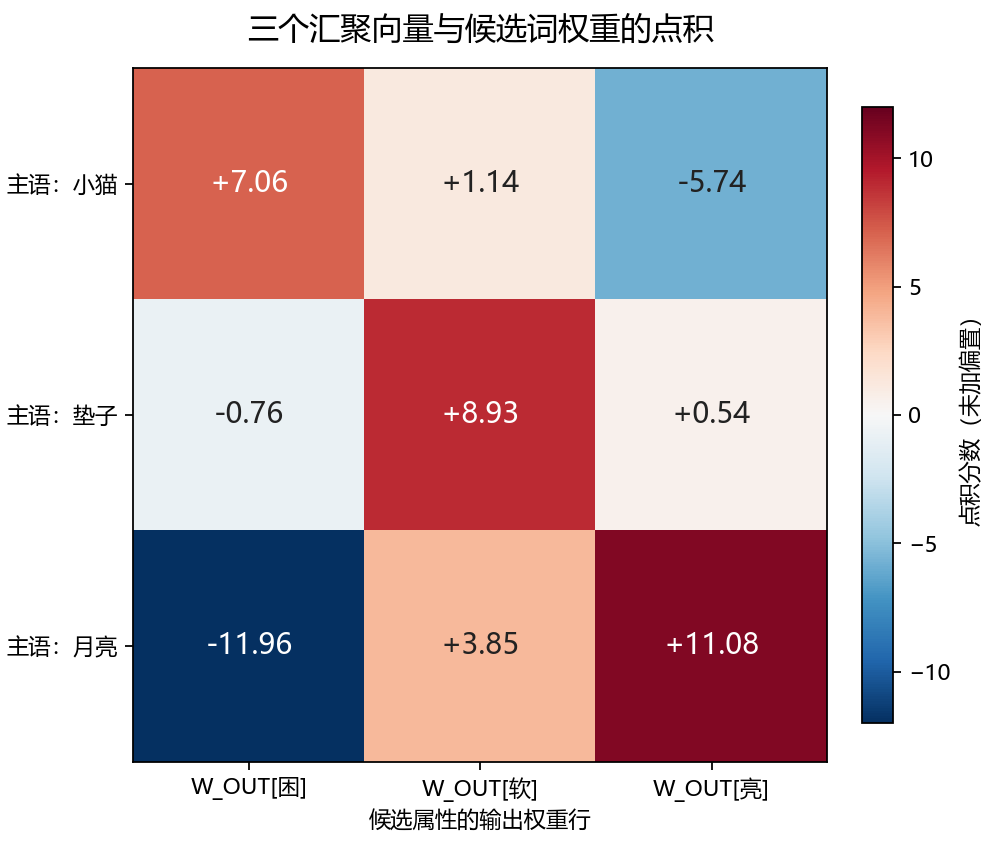 三个汇聚向量与候选词权重的点积
主语：小猫
+7.06
+1.14
-5.74
主语：垫子
-0.76
+8.93
+0.54
主语：月亮
-11.96
+3.85
+11.08
W_OUT[困]
W_OUT[软]
W_OUT[亮]
候选属性的输出权重行
10
5
0
−5
−10
点积分数（未加偏置）